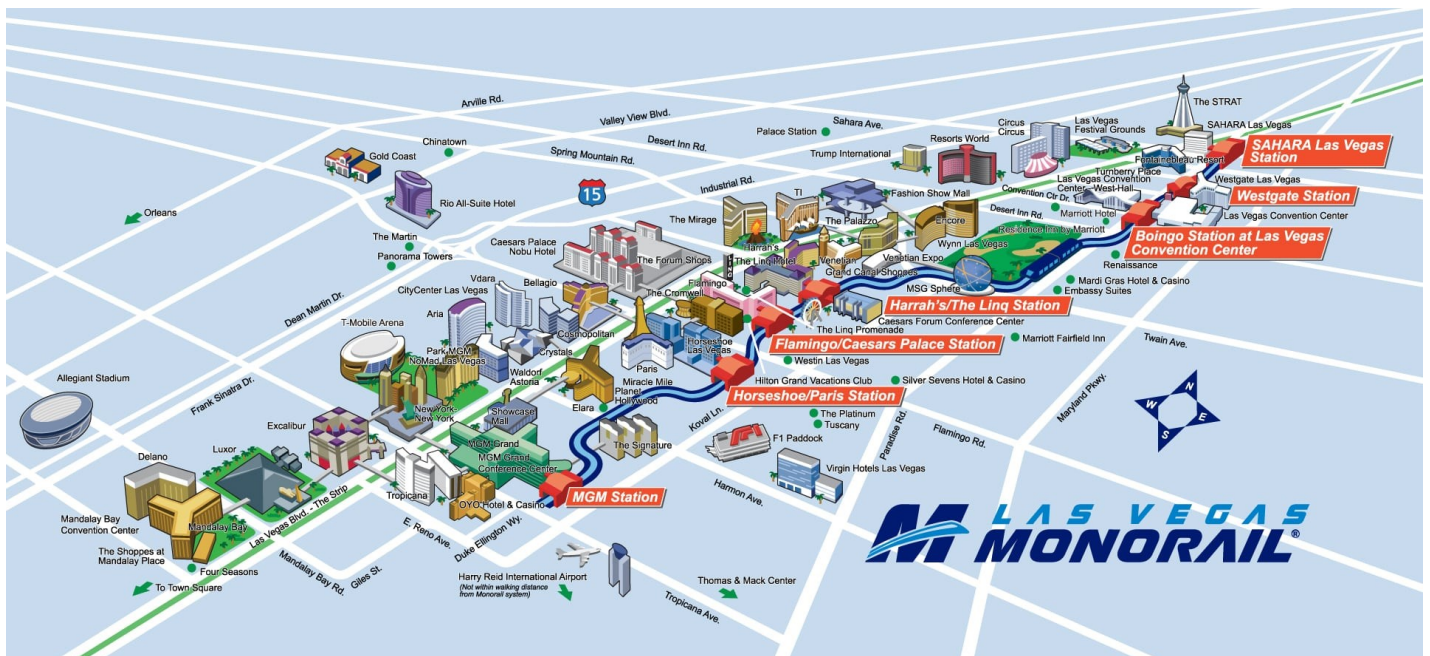 Arville Rd.
Valley View Blvd.
Sahara Ave.
Palace Station
Desert Inn Rd.
Spring Mountain Rd.
Industrial Rd.
Chinatown
Gold Coast
Rio All-Suite Hotel
Orleans
The Martin
Panorama Towers
Dean Martin Dr.
Frank Sinatra Dr.
15
The STRAT
SAHARA Las Vegas
SAHARA Las Vegas
Station
Circus
Circus
Las Vegas
Festival Grounds
Resorts World
Trump International
Fontainebleau Resort
Turnberry Place
Westgate Las Vegas
Westgate Station
Las Vegas Convention
Center - West Hall
Convention Ctr Dr.
Las Vegas Convention Center
Marriott Hotel
Desert Inn Rd.
Residence Inn by Marriott
Boingo Station at Las Vegas
Convention Center
Renaissance
Mardi Gras Hotel & Casino
Embassy Suites
Fashion Show Mall
TI
The Palazzo
Encore
Wynn Las Vegas
The Mirage
Harrah's
The Linq Hotel
LINQ
Venetian
Venetian Expo
Grand Canal Shoppes
MSG Sphere
Harrah's/The Linq Station
Caesars Palace
Nobu Hotel
The Forum Shops
Flamingo
The Cromwell
The Linq Promenade
Caesars Forum Conference Center
Flamingo/Caesars Palace Station
Marriott Fairfield Inn
Twain Ave.
Westin Las Vegas
Vdara
CityCenter Las Vegas
Bellagio
Aria
Cosmopolitan
Crystals
T-Mobile Arena
Park MGM
NoMad Las Vegas
Waldorf
Astoria
Paris
Horseshoe
Las Vegas
Miracle Mile
Planet
Hollywood
Elara
Horseshoe/Paris Station
Hilton Grand Vacations Club
Silver Sevens Hotel & Casino
Maryland Pkwy.
Koval Ln.
The Platinum
Tuscany
Paradise Rd.
Flamingo Rd.
N
W
E
S
Allegiant Stadium
New York-
New York
Showcase
Mall
Excalibur
MGM Grand
MGM Grand
Conference Center
The Signature
F1 Paddock
F1
Virgin Hotels Las Vegas
Harmon Ave.
MGM Station
Luxor
Delano
Tropicana
OYO Hotel & Casino
Mandalay Bay
Convention Center
Mandalay Bay
Las Vegas Blvd. - The Strip
The Shoppes at
Mandalay Place
Four Seasons
To Town Square
Mandalay Bay Rd.
Giles St.
E. Reno Ave.
Duke Ellington Wy.
Harry Reid International Airport
(Not within walking distance
from Monorail system)
Thomas & Mack Center
Tropicana Ave.
LAS VEGAS
MONORAIL®